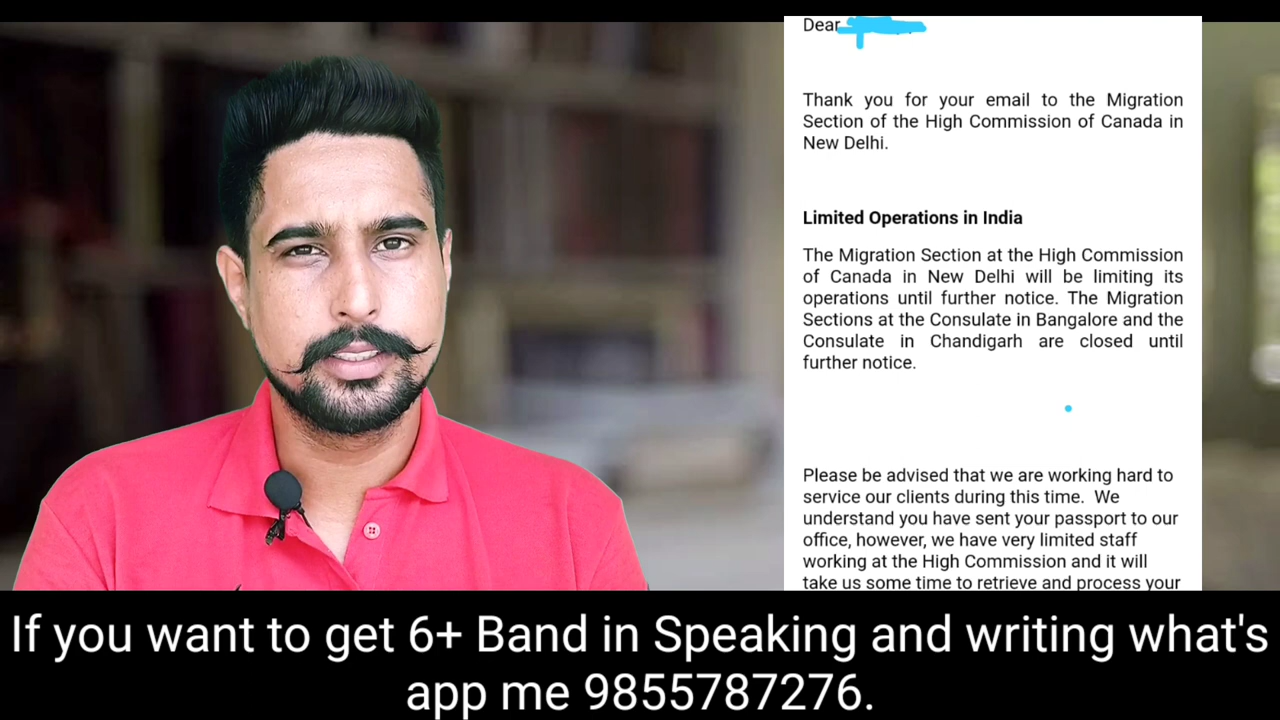 Dear
Thank you for your email to the Migration
Section of the High Commission of Canada in
New Delhi.
Limited Operations in India
The Migration Section at the High Commission
of Canada in New Delhi will be limiting its
operations until further notice. The Migration
Sections at the Consulate in Bangalore and the
Consulate in Chandigarh are closed until
further notice.
Please be advised that we are working hard to
service our clients during this time. We
understand you have sent your passport to our
office, however, we have very limited staff
working at the High Commission and it will
take us some time to retrieve and process your
If you want to get 6+ Band in Speaking and writing what's
app me 9855787276.